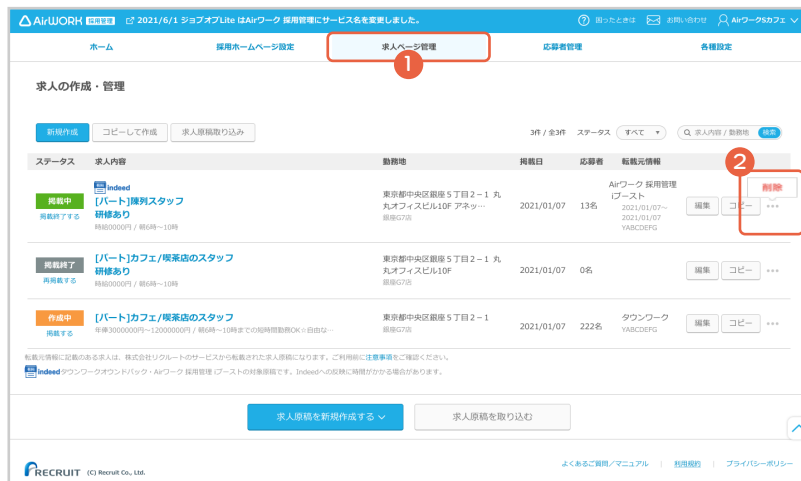 AirWORK 採用管理 2021/6/1 ジョブオプLite はAirワーク 採用管理にサービス名を変更しました。 困ったときは お問い合わせ AirワークSカフェ
ホーム 採用ホームページ設定 求人ページ管理 応募者管理 各種設定
1
求人の作成・管理
新規作成 コピーして作成 求人原稿取り込み 3件 / 全3件 ステータス すべて 求人内容 / 勤務地 検索
2
ステータス 求人内容 勤務地 掲載日 応募者 転載元情報
削除
掲載中
掲載終了する
indeed
[パート]陳列スタッフ
研修あり
時給0000円 / 朝6時〜10時
東京都中央区銀座5丁目2−1 丸
丸オフィスビル10F アネッ…
銀座G7店
2021/01/07 13名
Airワーク 採用管理
iブースト
2021/01/07〜
2021/01/07
YABCDEFG
編集 コピー •••
掲載終了
再掲載する
[パート]カフェ/喫茶店のスタッフ
研修あり
時給0000円 / 朝6時〜10時
東京都中央区銀座5丁目2−1 丸
丸オフィスビル10F
銀座G7店
2021/01/07 0名
編集 コピー •••
作成中
掲載する
[パート]カフェ/喫茶店のスタッフ
年俸3000000円〜12000000円 / 朝6時〜10時までの短時間勤務OK☆自由な…
東京都中央区銀座5丁目2−1
銀座G7店
2021/01/07 222名
タウンワーク
YABCDEFG
編集 コピー •••
転載元情報に記載のある求人は、株式会社リクルートのサービスから転載された求人原稿になります。ご利用前に注意事項をご確認ください。
indeed タウンワークオウンドパック・Airワーク 採用管理 iブーストの対象原稿です。Indeedへの反映に時間がかかる場合があります。
求人原稿を新規作成する 求人原稿を取り込む
RECRUIT (C) Recruit Co., Ltd. よくあるご質問／マニュアル | 利用規約 | プライバシーポリシー